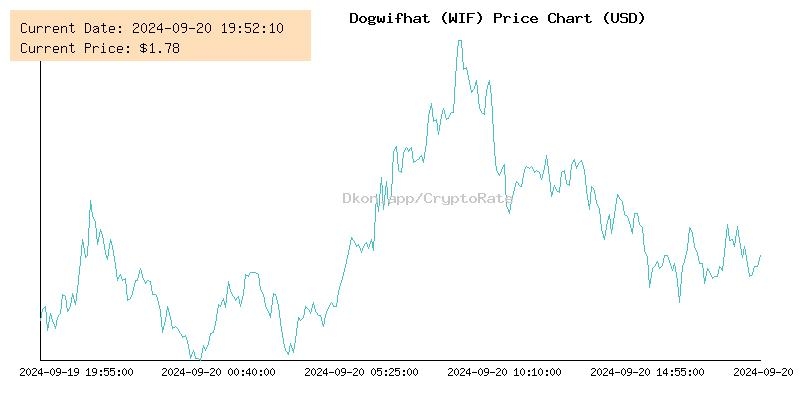 Dogwifhat (WIF) Price Chart (USD)
Current Date: 2024-09-20 19:52:10
Current Price: $1.78
Dkon.app/CryptoRate
2024-09-19 19:55:00 2024-09-20 00:40:00 2024-09-20 05:25:00 2024-09-20 10:10:00 2024-09-20 14:55:00 2024-09-20